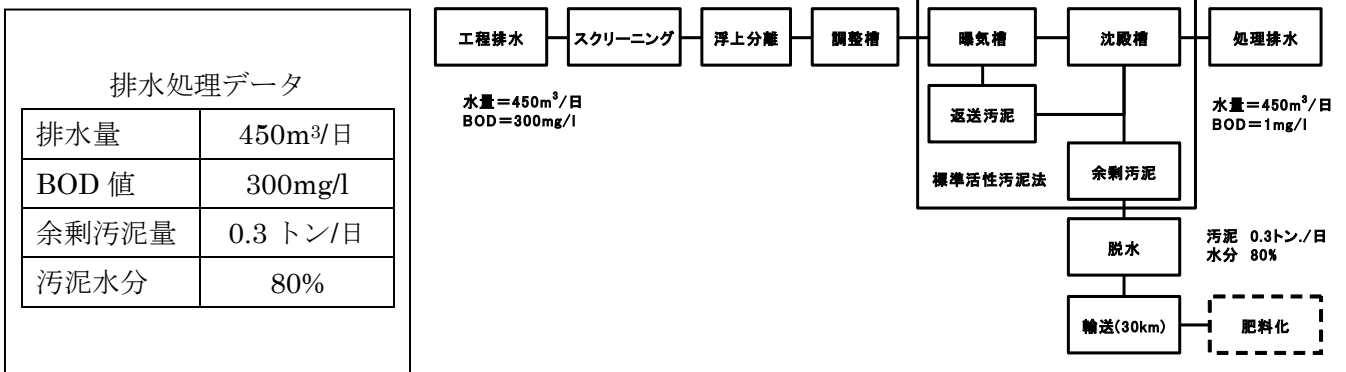 排水処理データ
排水量 450m³/日
BOD 値 300mg/l
余剰汚泥量 0.3 トン/日
汚泥水分 80%
工程排水 スクリーニング 浮上分離 調整槽 曝気槽 沈殿槽 処理排水
水量=450m³/日
BOD=300mg/l
返送汚泥
水量=450m³/日
BOD=1mg/l
標準活性汚泥法
余剰汚泥
脱水
汚泥 0.3トン./日
水分 80%
輸送(30km)
肥料化